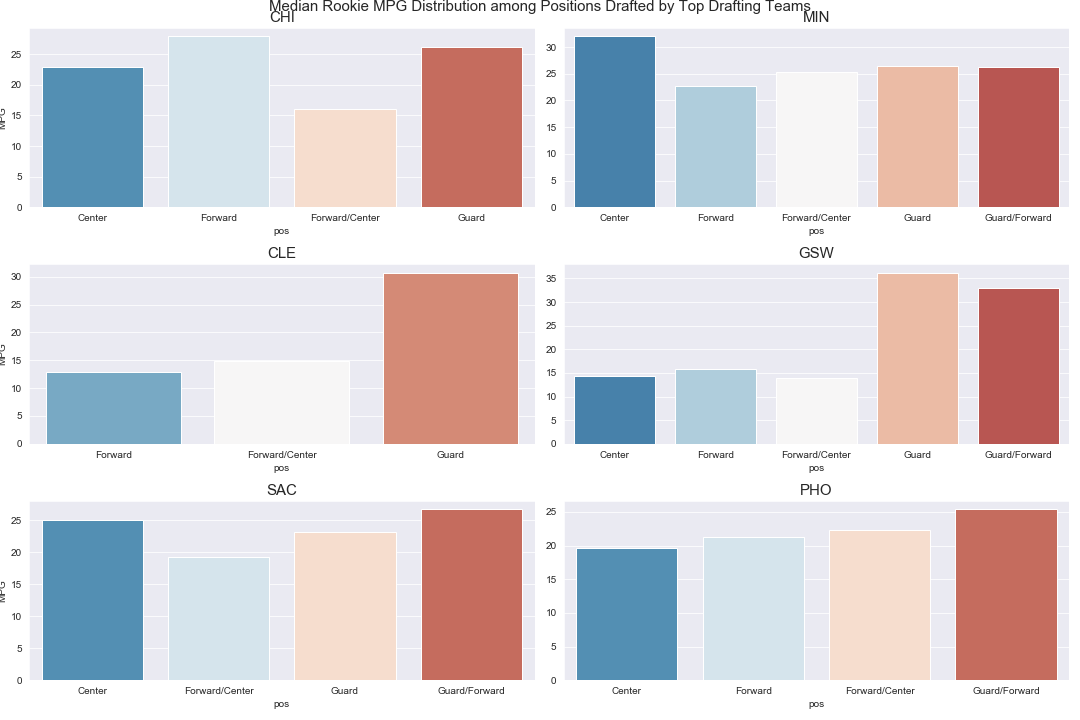 Median Rookie MPG Distribution among Positions Drafted by Top Drafting Teams
CHI
MPG
25
20
15
10
5
0
Center Forward Forward/Center Guard
pos
MIN
30
25
20
15
10
5
0
Center Forward Forward/Center Guard Guard/Forward
pos
CLE
MPG
30
25
20
15
10
5
0
Forward Forward/Center Guard
pos
GSW
35
30
25
20
15
10
5
0
Center Forward Forward/Center Guard Guard/Forward
pos
SAC
MPG
25
20
15
10
5
0
Center Forward/Center Guard Guard/Forward
pos
PHO
25
20
15
10
5
0
Center Forward Forward/Center Guard/Forward
pos